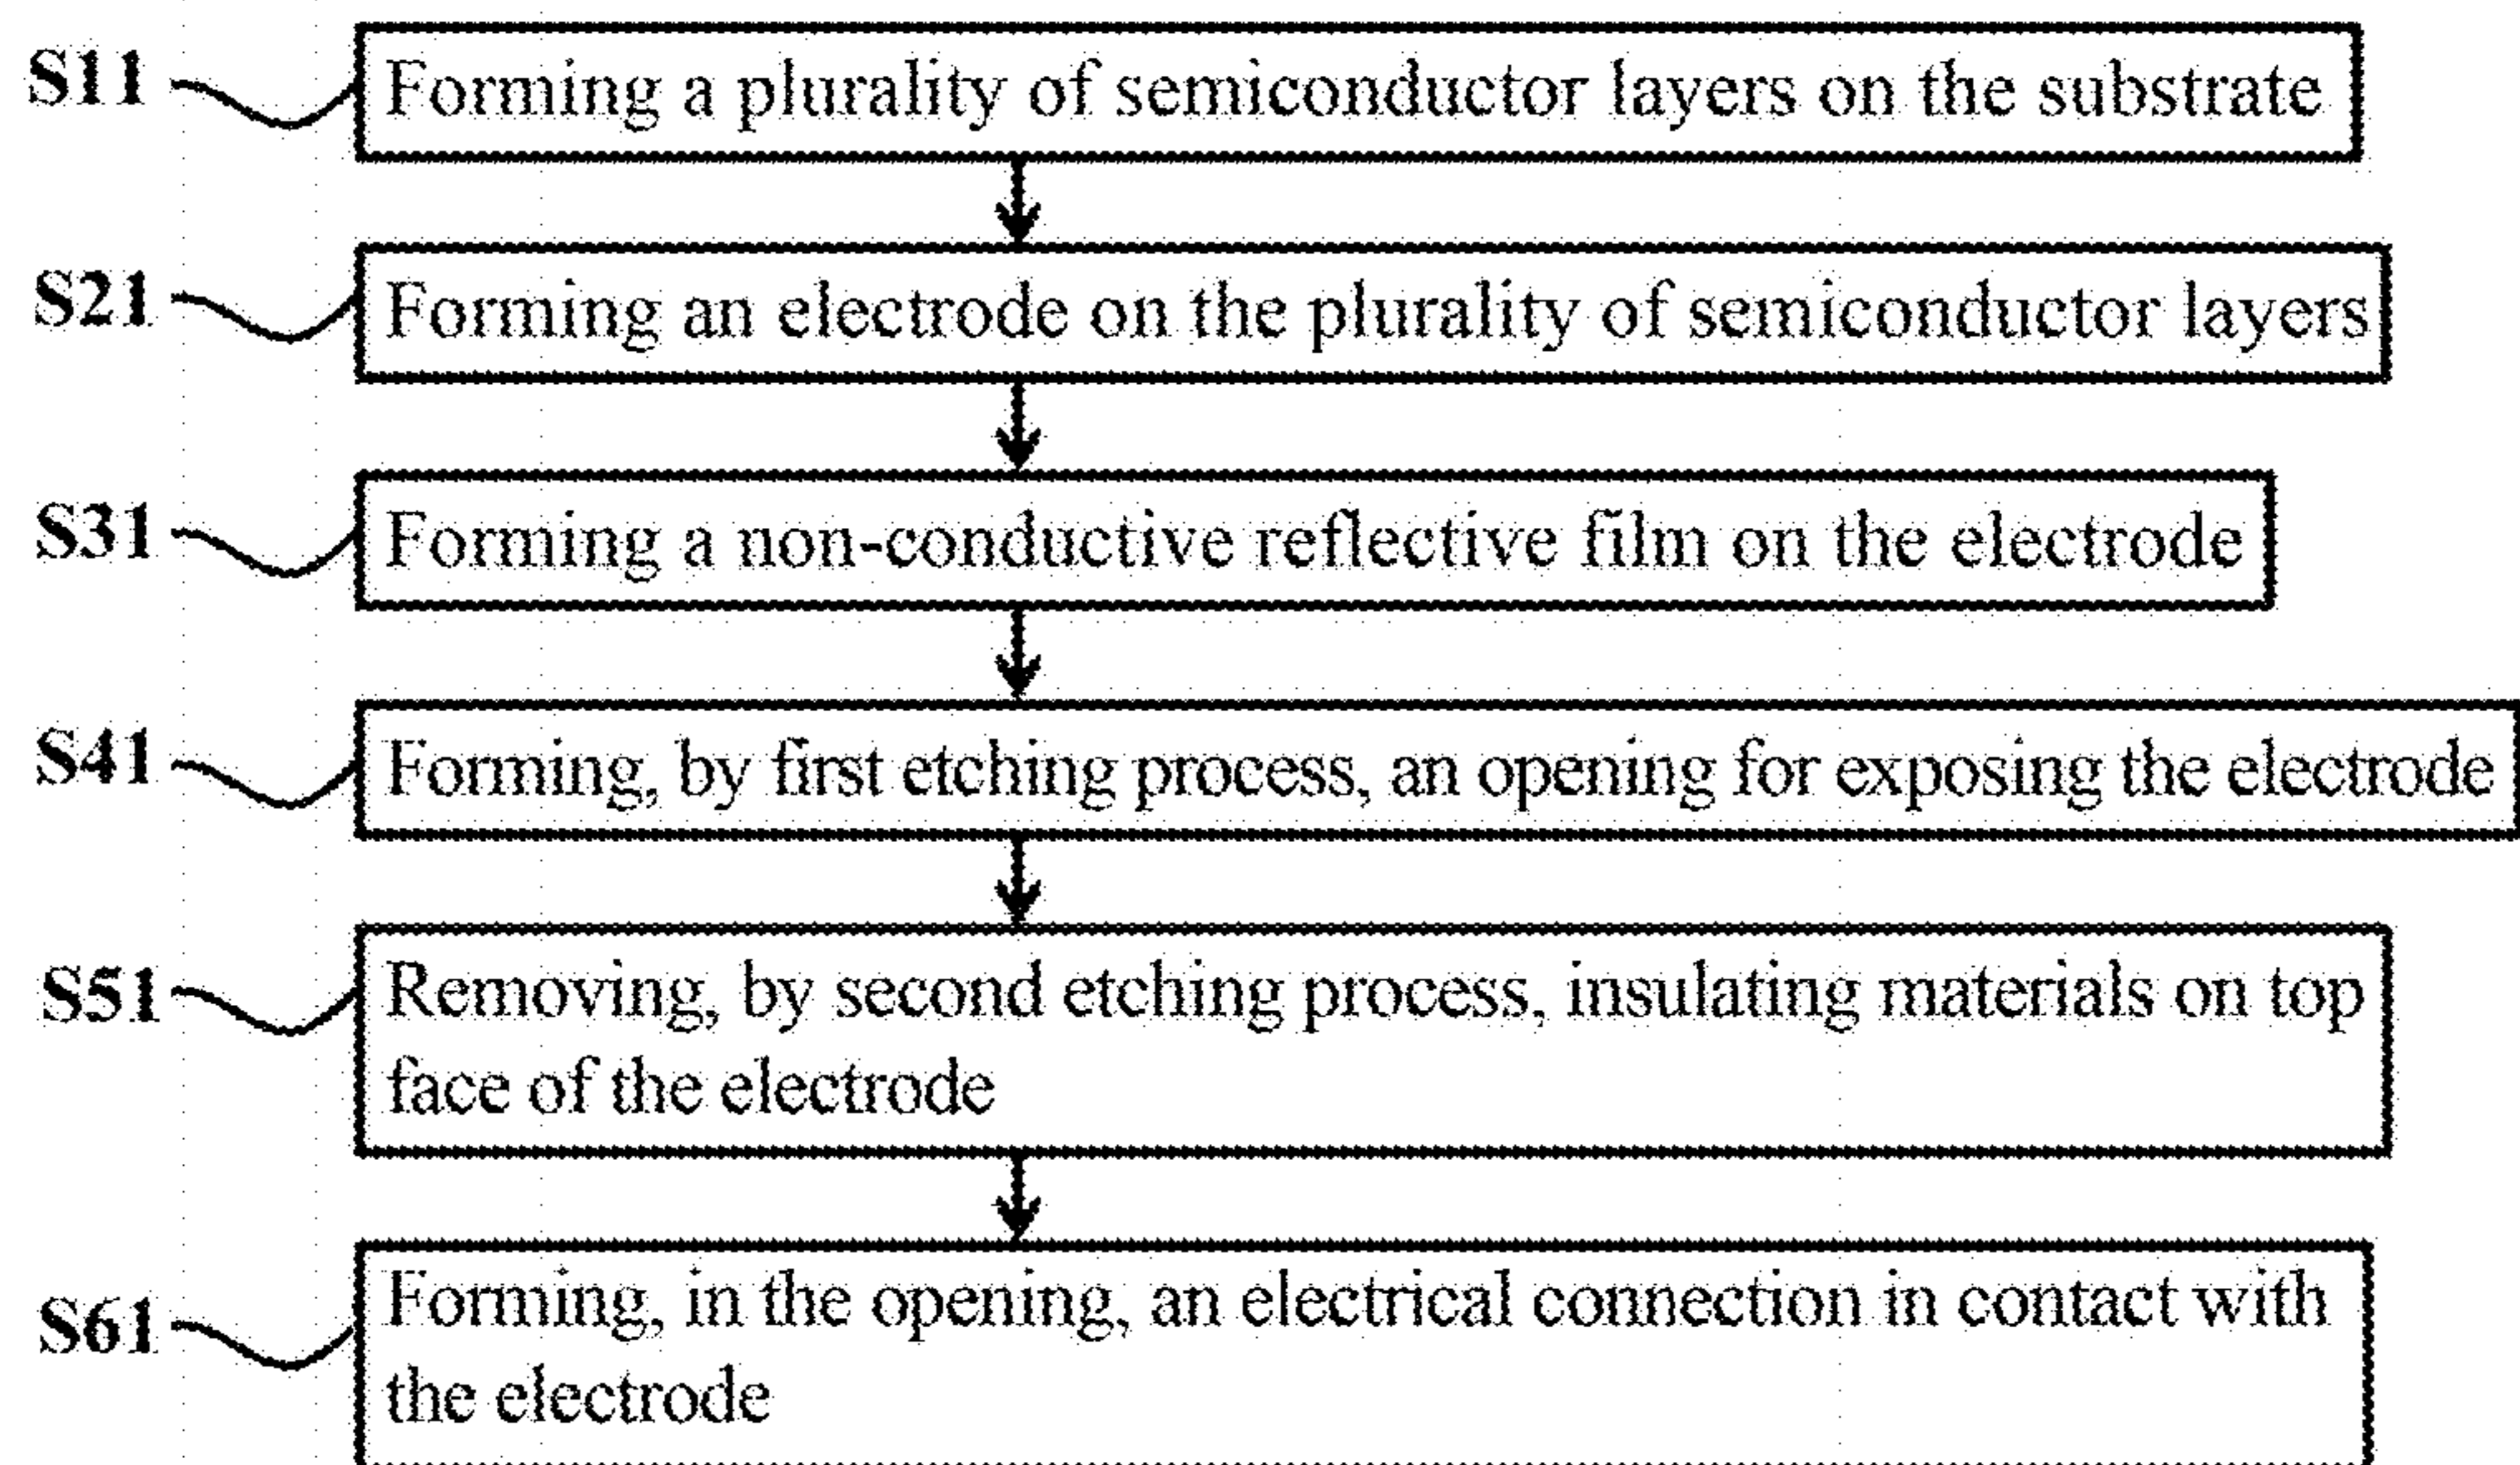 S11 Forming a plurality of semiconductor layers on the substrate
S21 Forming an electrode on the plurality of semiconductor layers
S31 Forming a non-conductive reflective film on the electrode
S41 Forming, by first etching process, an opening for exposing the electrode
S51 Removing, by second etching process, insulating materials on top
face of the electrode
S61 Forming, in the opening, an electrical connection in contact with
the electrode